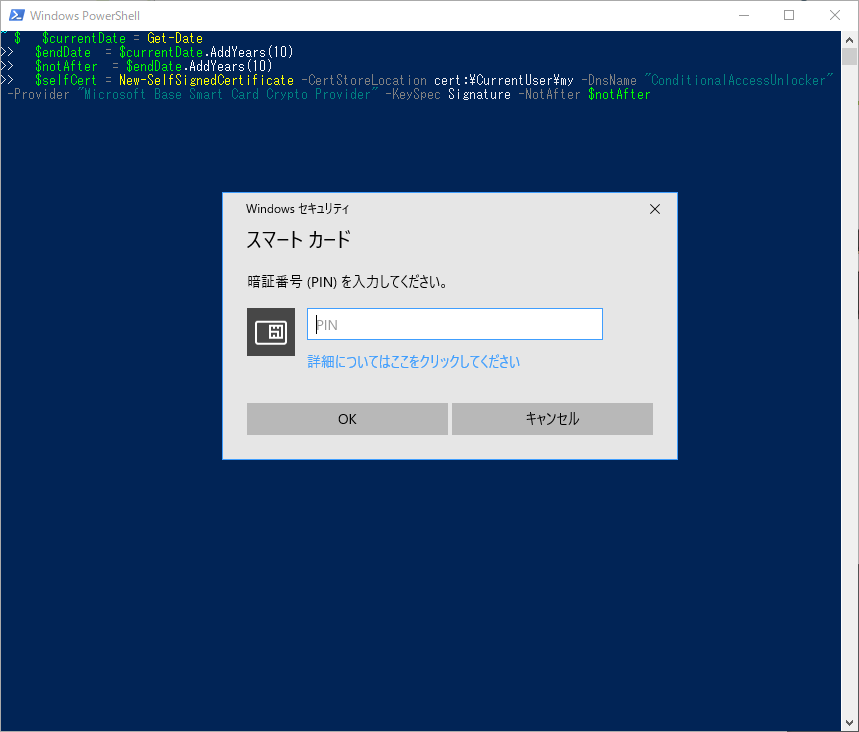 Windows PowerShell
~ $   $currentDate = Get-Date
>>   $endDate  = $currentDate.AddYears(10)
>>   $notAfter  = $endDate.AddYears(10)
>>   $selfCert = New-SelfSignedCertificate -CertStoreLocation cert:¥CurrentUser¥my -DnsName "ConditionalAccessUnlocker"
-Provider "Microsoft Base Smart Card Crypto Provider" -KeySpec Signature -NotAfter $notAfter
Windows セキュリティ
スマート カード
暗証番号 (PIN) を入力してください。
PIN
詳細についてはここをクリックしてください
OK
キャンセル